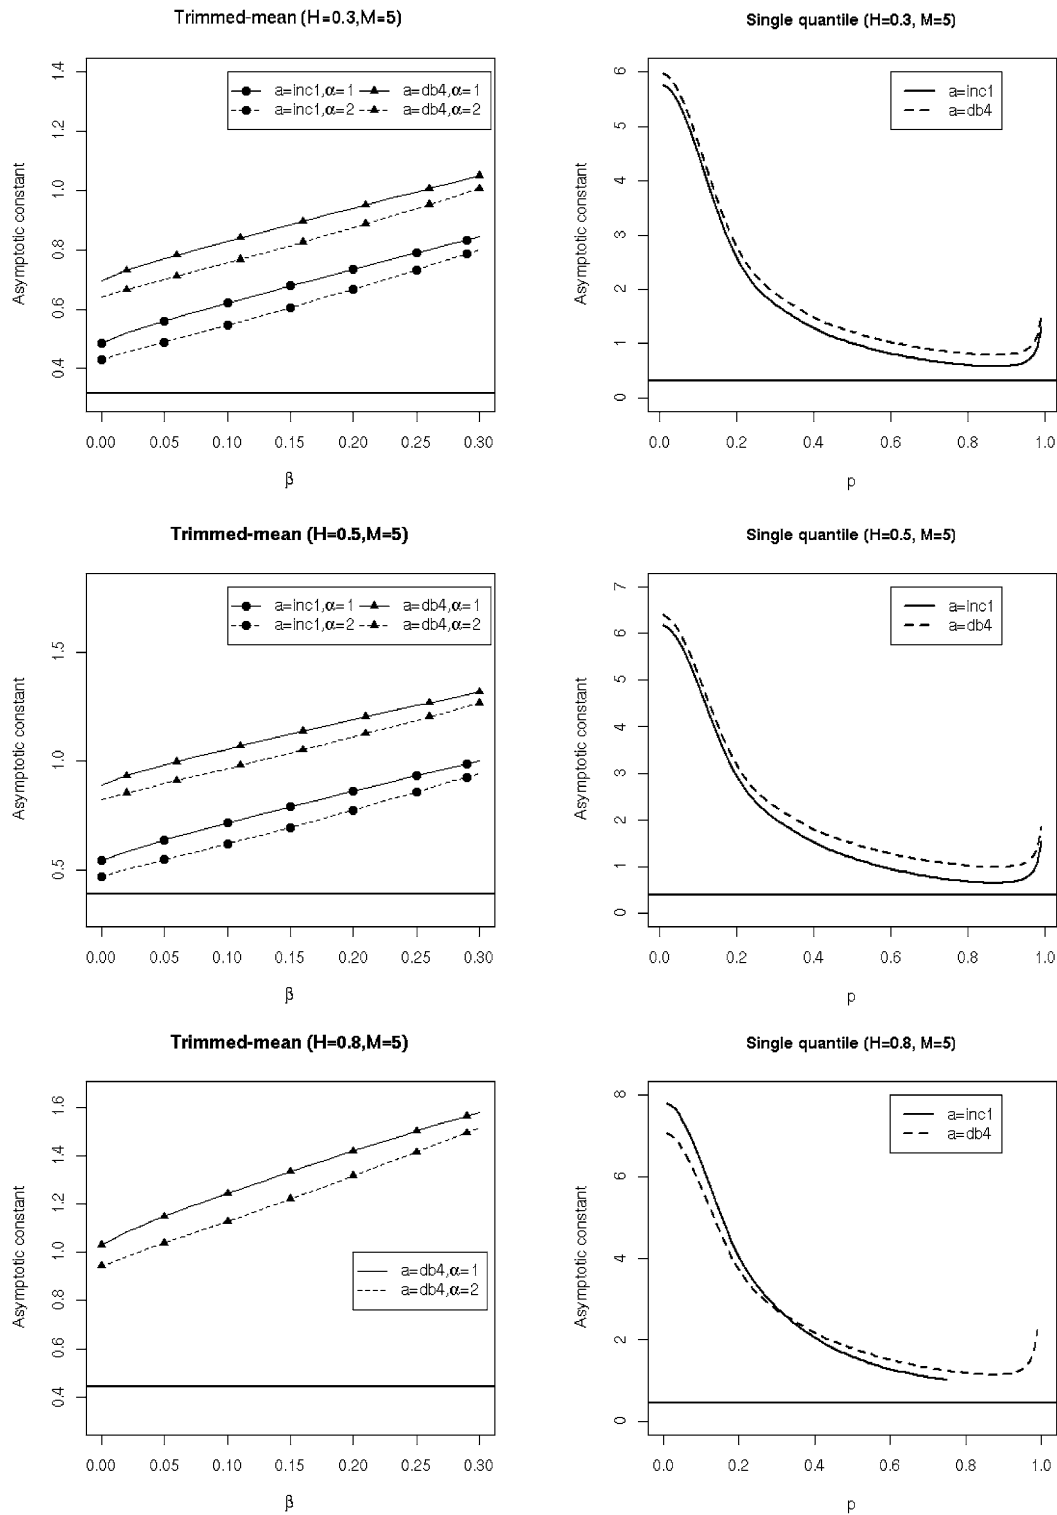 Trimmed-mean (H=0.3,M=5)
Asymptotic constant
0.4 0.6 0.8 1.0 1.2 1.4
a=inc1,α=1 a=db4,α=1
a=inc1,α=2 a=db4,α=2
0.00 0.05 0.10 0.15 0.20 0.25 0.30
β
Single quantile (H=0.3, M=5)
Asymptotic constant
0 1 2 3 4 5 6
a=inc1
a=db4
0.0 0.2 0.4 0.6 0.8 1.0
p
Trimmed-mean (H=0.5,M=5)
Asymptotic constant
0.5 1.0 1.5
a=inc1,α=1 a=db4,α=1
a=inc1,α=2 a=db4,α=2
0.00 0.05 0.10 0.15 0.20 0.25 0.30
β
Single quantile (H=0.5, M=5)
Asymptotic constant
0 1 2 3 4 5 6 7
a=inc1
a=db4
0.0 0.2 0.4 0.6 0.8 1.0
p
Trimmed-mean (H=0.8,M=5)
Asymptotic constant
0.4 0.6 0.8 1.0 1.2 1.4 1.6
a=db4,α=1
a=db4,α=2
0.00 0.05 0.10 0.15 0.20 0.25 0.30
β
Single quantile (H=0.8, M=5)
Asymptotic constant
0 2 4 6 8
a=inc1
a=db4
0.0 0.2 0.4 0.6 0.8 1.0
p